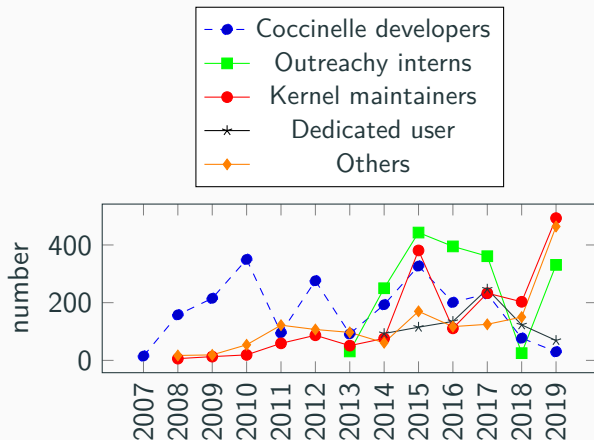 Coccinelle developers
Outreachy interns
Kernel maintainers
Dedicated user
Others
number
400
200
0
2007
2008
2009
2010
2011
2012
2013
2014
2015
2016
2017
2018
2019